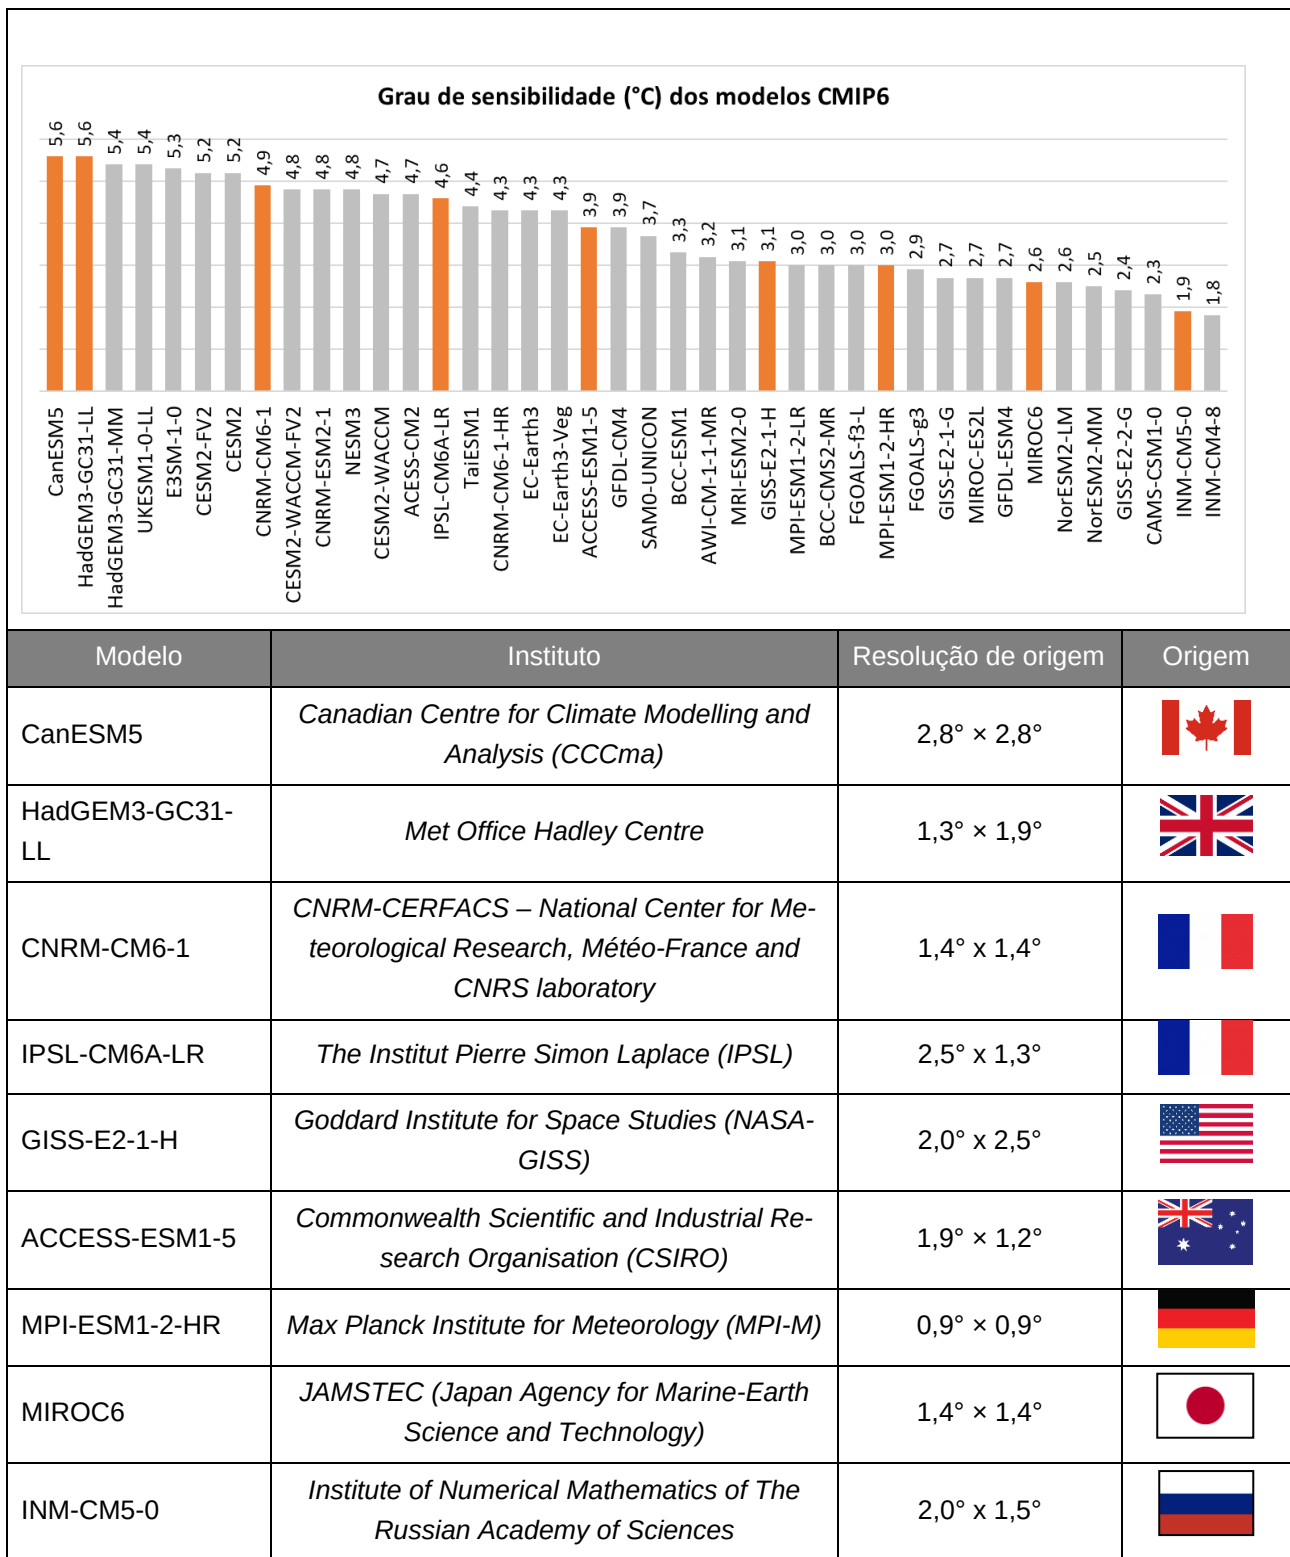 Grau de sensibilidade (°C) dos modelos CMIP6
5,6
5,6
5,4
5,4
5,3
5,2
5,2
4,9
4,8
4,8
4,8
4,7
4,7
4,6
4,4
4,3
4,3
4,3
3,9
3,9
3,7
3,3
3,2
3,1
3,1
3,0
3,0
3,0
3,0
2,9
2,7
2,7
2,7
2,6
2,6
2,5
2,4
2,3
1,9
1,8
CanESM5
HadGEM3-GC31-LL
HadGEM3-GC31-MM
UKESM1-0-LL
E3SM-1-0
CESM2-FV2
CESM2
CNRM-CM6-1
CESM2-WACCM-FV2
CNRM-ESM2-1
NESM3
CESM2-WACCM
ACCESS-CM2
IPSL-CM6A-LR
TaiESM1
CNRM-CM6-1-HR
EC-Earth3
EC-Earth3-Veg
ACCESS-ESM1-5
GFDL-CM4
SAM0-UNICON
BCC-ESM1
AWI-CM-1-1-MR
MRI-ESM2-0
GISS-E2-1-H
MPI-ESM1-2-LR
BCC-CMS2-MR
FGOALS-f3-L
MPI-ESM1-2-HR
FGOALS-g3
GISS-E2-1-G
MIROC-ES2L
GFDL-ESM4
MIROC6
NorESM2-LM
NorESM2-MM
GISS-E2-2-G
CAMS-CSM1-0
INM-CM5-0
INM-CM4-8
Modelo Instituto Resolução de origem Origem
CanESM5
Canadian Centre for Climate Modelling and
Analysis (CCCma)
2,8° × 2,8°
HadGEM3-GC31-
LL
Met Office Hadley Centre
1,3° × 1,9°
CNRM-CM6-1
CNRM-CERFACS – National Center for Me-
teorological Research, Météo-France and
CNRS laboratory
1,4° x 1,4°
IPSL-CM6A-LR
The Institut Pierre Simon Laplace (IPSL)
2,5° x 1,3°
GISS-E2-1-H
Goddard Institute for Space Studies (NASA-
GISS)
2,0° x 2,5°
ACCESS-ESM1-5
Commonwealth Scientific and Industrial Re-
search Organisation (CSIRO)
1,9° × 1,2°
MPI-ESM1-2-HR
Max Planck Institute for Meteorology (MPI-M)
0,9° × 0,9°
MIROC6
JAMSTEC (Japan Agency for Marine-Earth
Science and Technology)
1,4° × 1,4°
INM-CM5-0
Institute of Numerical Mathematics of The
Russian Academy of Sciences
2,0° x 1,5°